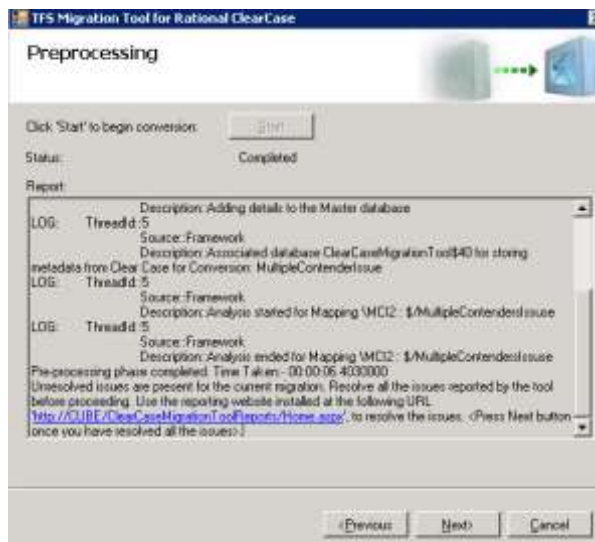 TFS Migration Tool for Rational ClearCase
Preprocessing
Click 'Start' to begin conversion:
Start
Status:
Completed
Report:
Description::Adding details to the Master database
LOG: ThreadId :5
Source::Framework
Description::Associated database ClearCaseMigrationTool$40 for storing
metadata from Clear Case for Conversion: MultipleContenderIssue
LOG: ThreadId :5
Source::Framework
Description::Analysis started for Mapping \MCI2 : $/MultipleContendersIssuse
LOG: ThreadId :5
Source::Framework
Description::Analysis ended for Mapping \MCI2 : $/MultipleContendersIssuse
Pre-processing phase completed. Time Taken:- 00:00:06.4030000
Unresolved issues are present for the current migration. Resolve all the issues reported by the tool
before proceeding. Use the reporting website installed at the following URL
'http://CUBE/ClearCaseMigrationToolReports/Home.aspx', to resolve the issues. <Press Next button
once you have resolved all the issues>.
<Previous
Next>
Cancel